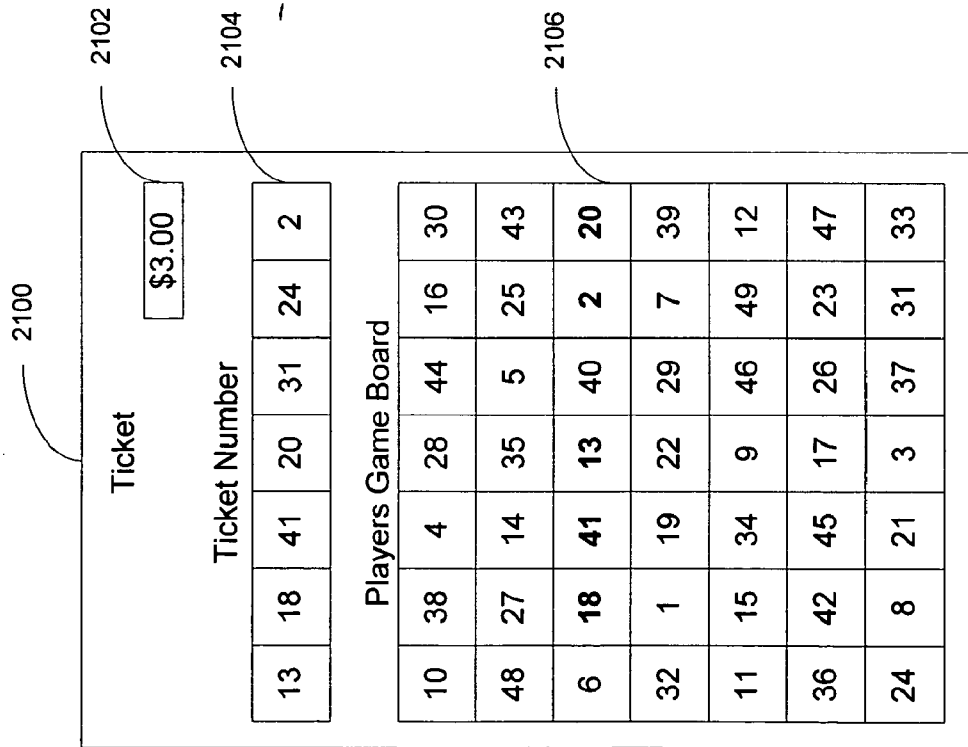 2100
Ticket
2102
$3.00
Ticket Number
2104
13 18 41 20 31 24 2
Players Game Board
2106
10 38 4 28 44 16 30
48 27 14 35 5 25 43
6 18 41 13 40 2 20
32 1 19 22 29 7 39
11 15 34 9 46 49 12
36 42 45 17 26 23 47
24 8 21 3 37 31 33